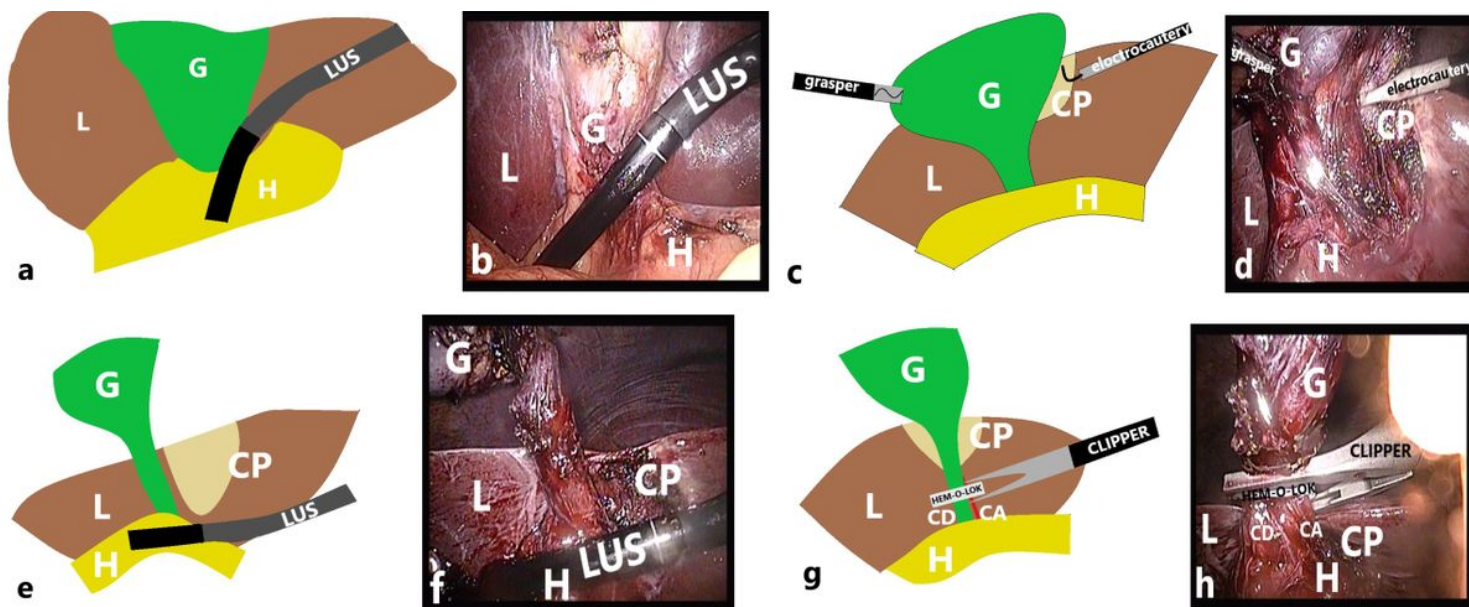 G
L
LUS
H
a
G
LUS
L
b
H
grasper
G
eloctrocautery
CP
L
H
c
G
grasper
electrocautery
CP
L
d
H
G
CP
L
LUS
H
e
G
L
CP
LUS
H
f
G
CP
CLIPPER
HEM-O-LOK
L
CD
CA
H
g
G
CLIPPER
HEM-O-LOK
L
CD
CA
CP
H
h